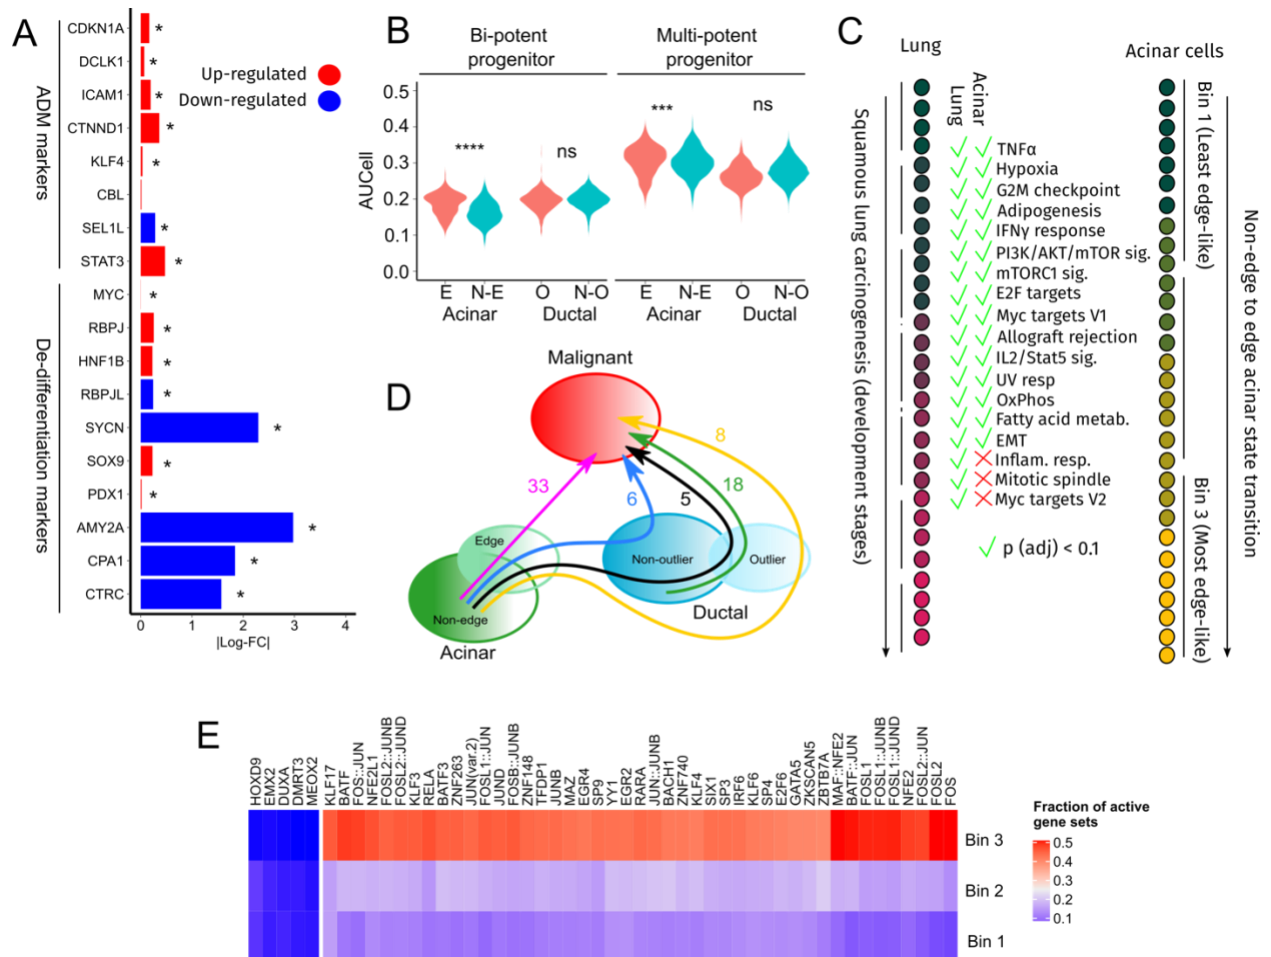 A
ADM markers
De-differentiation markers
CDKN1A *
DCLK1 *
ICAM1 *
CTNND1 *
KLF4 *
CBL
SEL1L *
STAT3 *
MYC *
RBPJ *
HNF1B *
RBPJL *
SYCN *
SOX9 *
PDX1 *
AMY2A *
CPA1 *
CTRC *
Up-regulated
Down-regulated
0 1 2 3 4
|Log-FC|
B
Bi-potent
progenitor
Multi-potent
progenitor
AUCell
0.5
0.4
0.3
0.2
0.1
0.0
****
ns
***
ns
E N-E O N-O E N-E O N-O
Acinar Ductal Acinar Ductal
C
Lung
Acinar cells
Squamous lung carcinogenesis (development stages)
Lung
Acinar
TNFα
Hypoxia
G2M checkpoint
Adipogenesis
IFNγ response
PI3K/AKT/mTOR sig.
mTORC1 sig.
E2F targets
Myc targets V1
Allograft rejection
IL2/Stat5 sig.
UV resp
OxPhos
Fatty acid metab.
EMT
Inflam. resp.
Mitotic spindle
Myc targets V2
p (adj) < 0.1
Bin 1 (Least edge-like)
Bin 3 (Most edge-like)
Non-edge to edge acinar state transition
D
Malignant
33
6
5
18
8
Edge
Non-edge
Acinar
Non-outlier
Outlier
Ductal
E
HOXD9
EMX2
DUXA
DMRT3
MEOX2
KLF17
BATF
FOS::JUN
NFE2L1
FOSL2::JUNB
FOSL2::JUND
KLF3
RELA
BATF3
ZNF263
JUN(var.2)
FOSL1::JUN
JUND
FOSB::JUNB
ZNF148
TFDP1
JUNB
MAZ
EGR4
SP9
YY1
EGR2
RARA
JUN::JUNB
BACH1
ZNF740
KLF4
SIX1
SP3
IRF6
KLF6
SP4
E2F6
GATA5
ZKSCAN5
ZBTB7A
MAF::NFE2
BATF::JUN
FOSL1
FOSL1::JUNB
FOSL1::JUND
NFE2
FOSL2::JUN
FOSL2
FOS
Bin 3
Bin 2
Bin 1
Fraction of active
gene sets
0.5
0.4
0.3
0.2
0.1